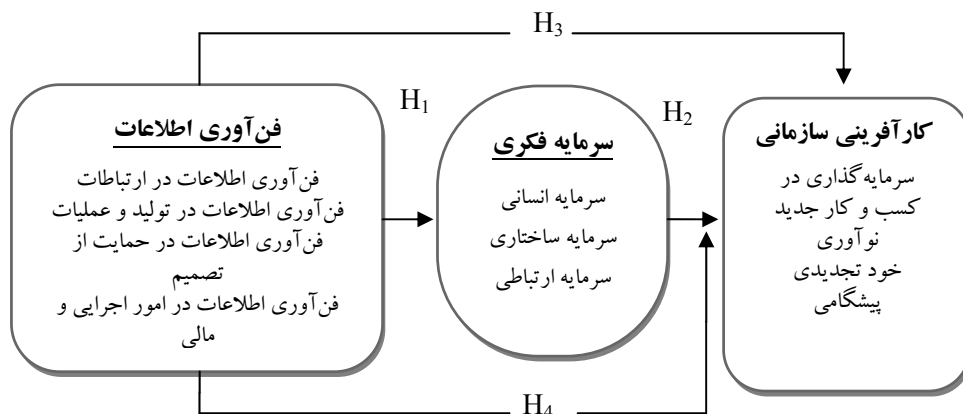 H3
H1
H2
فن‌آوری اطلاعات
فن‌آوری اطلاعات در ارتباطات
فن‌آوری اطلاعات در تولید و عملیات
فن‌آوری اطلاعات در حمایت از
تصمیم
فن‌آوری اطلاعات در امور اجرایی و
مالی
سرمایه فکری
سرمایه انسانی
سرمایه ساختاری
سرمایه ارتباطی
کارآفرینی سازمانی
سرمایه‌گذاری در
کسب و کار جدید
نوآوری
خود تجدیدی
پیشگامی
H4